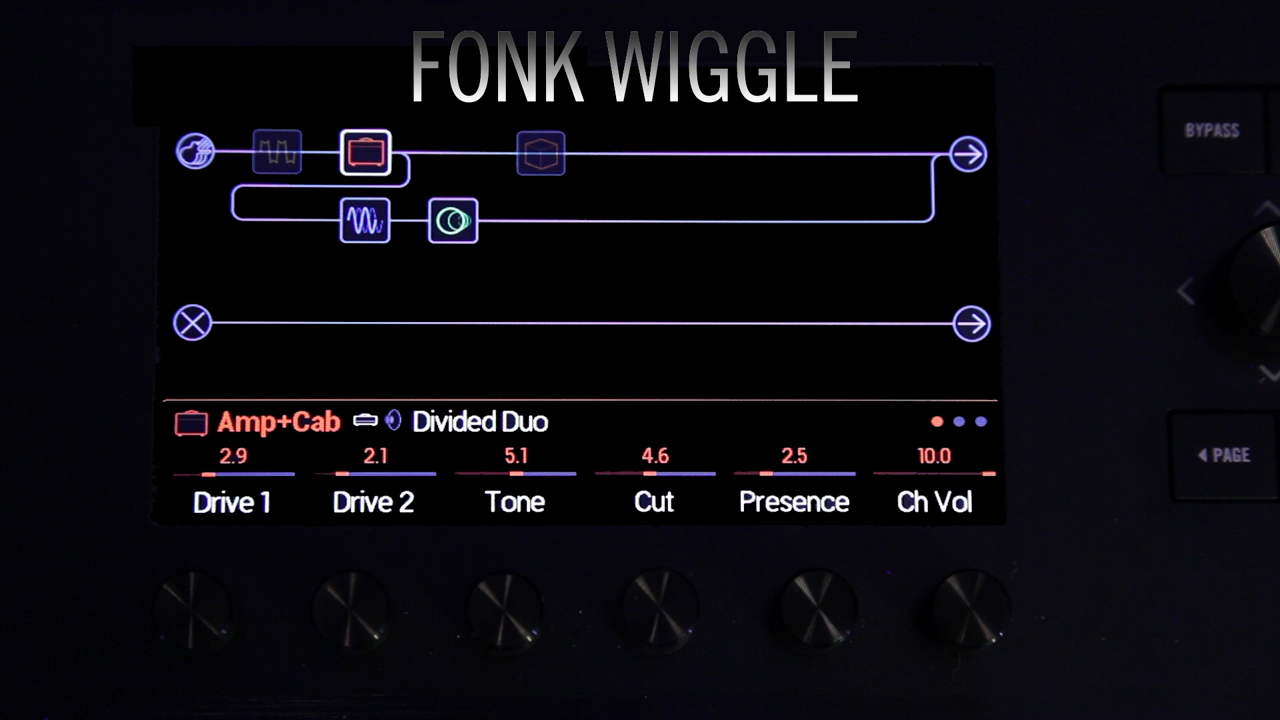 FONK WIGGLE
BYPASS
Amp+Cab Divided Duo
2.9 2.1 5.1 4.6 2.5 10.0
Drive 1 Drive 2 Tone Cut Presence Ch Vol
PAGE